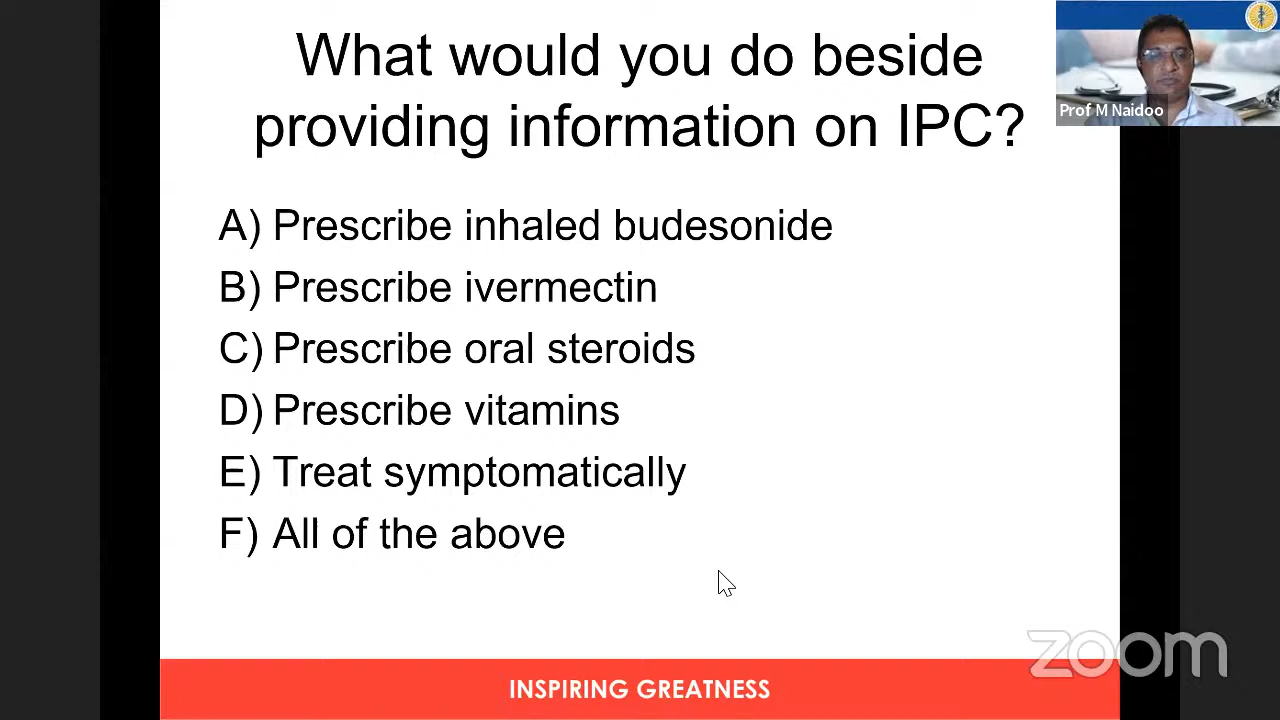 What would you do beside
providing information on IPC?
Prof M Naidoo
A) Prescribe inhaled budesonide
B) Prescribe ivermectin
C) Prescribe oral steroids
D) Prescribe vitamins
E) Treat symptomatically
F) All of the above
zoom
INSPIRING GREATNESS